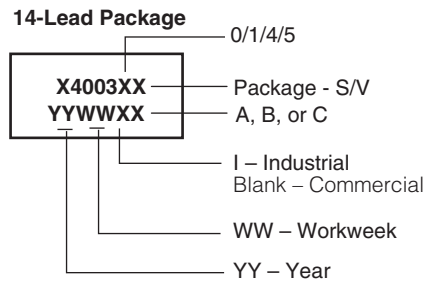 14-Lead Package
0/1/4/5
X4003XX
Package - S/V
YYWWXX
A, B, or C
I – Industrial
Blank – Commercial
WW – Workweek
YY – Year